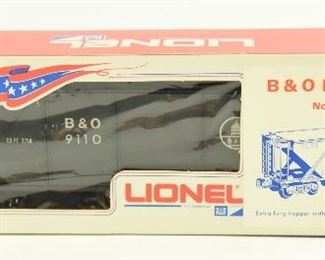 LIONEL
B & O
9110
B & O
LIONEL
B & O
No
Extra long hopper with